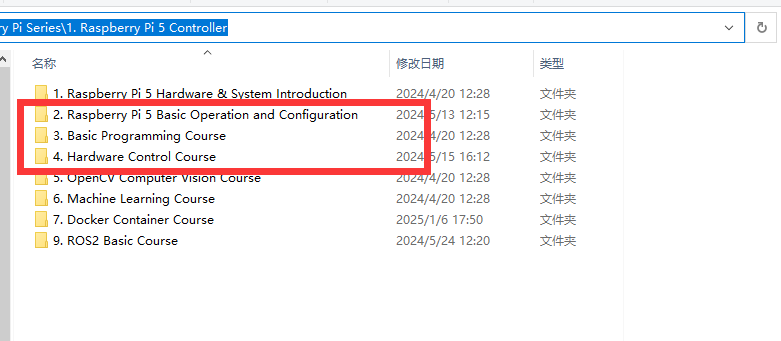 ry Pi Series\1. Raspberry Pi 5 Controller
名称 修改日期 类型
1. Raspberry Pi 5 Hardware & System Introduction 2024/4/20 12:28 文件夹
2. Raspberry Pi 5 Basic Operation and Configuration 2024/5/13 12:15 文件夹
3. Basic Programming Course 2024/4/20 12:28 文件夹
4. Hardware Control Course 2024/5/15 16:12 文件夹
5. OpenCV Computer Vision Course 2024/4/20 12:28 文件夹
6. Machine Learning Course 2024/4/20 12:28 文件夹
7. Docker Container Course 2025/1/6 17:50 文件夹
9. ROS2 Basic Course 2024/5/24 12:20 文件夹